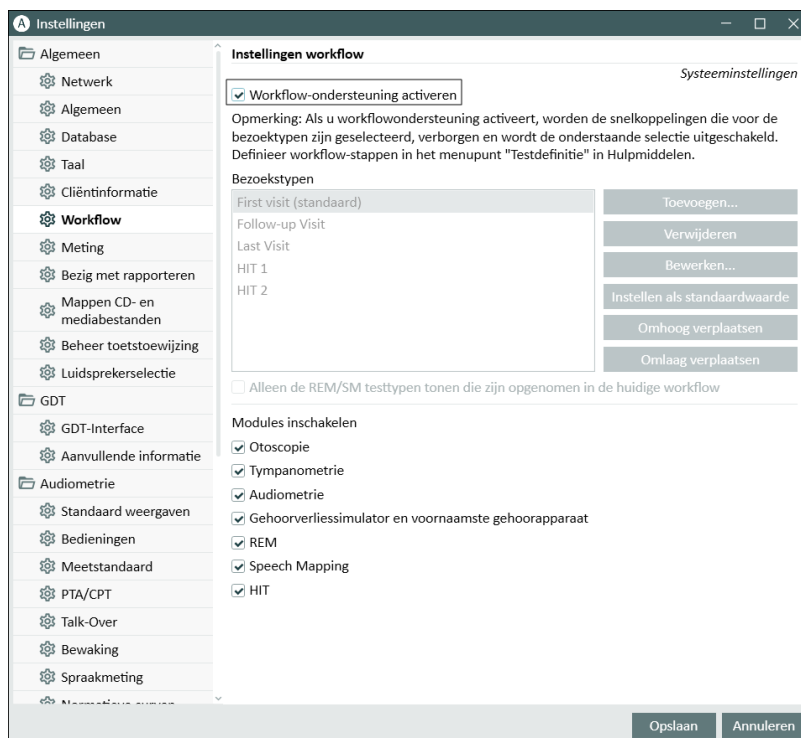 A Instellingen
Algemeen
Netwerk
Algemeen
Database
Taal
Cliëntinformatie
Workflow
Meting
Bezig met rapporteren
Mappen CD- en
mediabestanden
Beheer toetstoewijzing
Luidsprekerselectie
GDT
GDT-Interface
Aanvullende informatie
Audiometrie
Standaard weergaven
Bedieningen
Meetstandaard
PTA/CPT
Talk-Over
Bewaking
Spraakmeting
Normatieve curven
Instellingen workflow
Systeeminstellingen
Workflow-ondersteuning activeren
Opmerking: Als u workflowondersteuning activeert, worden de snelkoppelingen die voor de
bezoektypen zijn geselecteerd, verborgen en wordt de onderstaande selectie uitgeschakeld.
Definieer workflow-stappen in het menupunt "Testdefinitie" in Hulpmiddelen.
Bezoekstypen
First visit (standaard)
Follow-up Visit
Last Visit
HIT 1
HIT 2
Toevoegen...
Verwijderen
Bewerken...
Instellen als standaardwaarde
Omhoog verplaatsen
Omlaag verplaatsen
Alleen de REM/SM testtypen tonen die zijn opgenomen in de huidige workflow
Modules inschakelen
Otoscopie
Tympanometrie
Audiometrie
Gehoorverliessimulator en voornaamste gehoorapparaat
REM
Speech Mapping
HIT
Opslaan
Annuleren